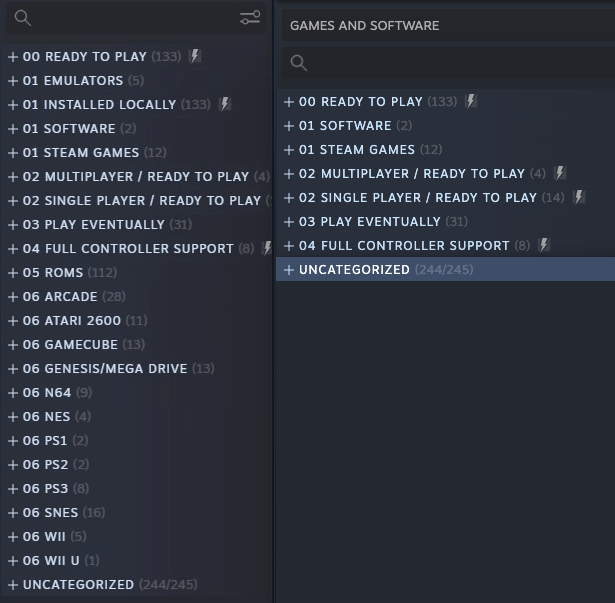 00 READY TO PLAY (133)
01 EMULATORS (5)
01 INSTALLED LOCALLY (133)
01 SOFTWARE (2)
01 STEAM GAMES (12)
02 MULTIPLAYER / READY TO PLAY (4)
02 SINGLE PLAYER / READY TO PLAY
03 PLAY EVENTUALLY (31)
04 FULL CONTROLLER SUPPORT (8)
05 ROMS (112)
06 ARCADE (28)
06 ATARI 2600 (11)
06 GAMECUBE (13)
06 GENESIS/MEGA DRIVE (13)
06 N64 (9)
06 NES (4)
06 PS1 (2)
06 PS2 (2)
06 PS3 (8)
06 SNES (16)
06 WII (5)
06 WII U (1)
UNCATEGORIZED (244/245)
GAMES AND SOFTWARE
00 READY TO PLAY (133)
01 SOFTWARE (2)
01 STEAM GAMES (12)
02 MULTIPLAYER / READY TO PLAY (4)
02 SINGLE PLAYER / READY TO PLAY (14)
03 PLAY EVENTUALLY (31)
04 FULL CONTROLLER SUPPORT (8)
UNCATEGORIZED (244/245)